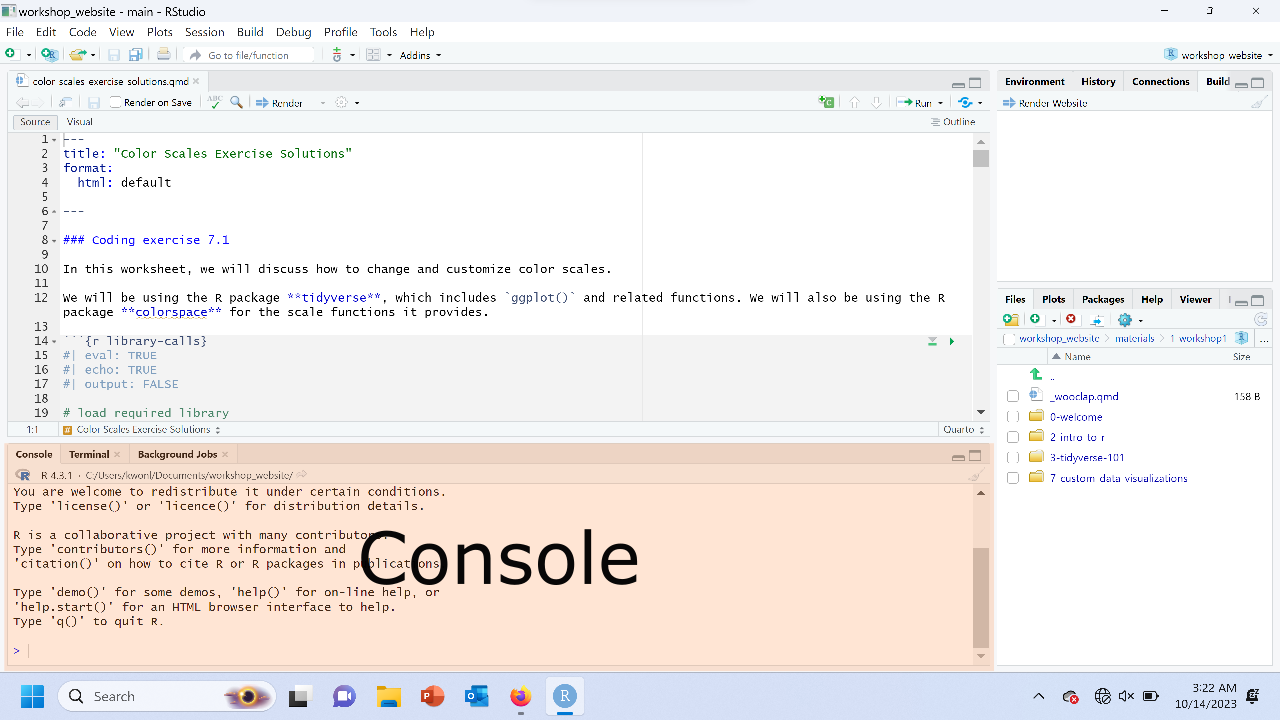 workshop_website - main - RStudio
File Edit Code View Plots Session Build Debug Profile Tools Help
Go to file/function Addins workshop_website
color_scales_exercise_solutions.qmd
Environment History Connections Build
Render on Save ABC Render Run
Render Website
Source Visual Outline
1 ---
2 title: "Color Scales Exercise Solutions"
3 format:
4 html: default
5
6 ---
7
8 ### Coding exercise 7.1
9
10 In this worksheet, we will discuss how to change and customize color scales.
11
12 We will be using the R package **tidyverse**, which includes `ggplot()` and related functions. We will also be using the R
package **colorspace** for the scale functions it provides.
13
14 ```{r library-calls}
15 #| eval: TRUE
16 #| echo: TRUE
17 #| output: FALSE
18
19 # load required library
1:1 Color Scales Exercise Solutions Quarto
Files Plots Packages Help Viewer
workshop_website materials 1 workshop1 ...
Name Size
..
_wooclap.qmd 158 B
0-welcome
2 intro to r
3-tidyverse-101
7 custom data visualizations
Console Terminal Background Jobs
R 4.3.1 · C:/Users/kwonl/Documents/workshop_website/
You are welcome to redistribute it under certain conditions.
Type 'license()' or 'licence()' for distribution details.
R is a collaborative project with many contributors.
Type 'contributors()' for more information and
'citation()' on how to cite R or R packages in publications.
Console
Type 'demo()' for some demos, 'help()' for on-line help, or
'help.start()' for an HTML browser interface to help.
Type 'q()' to quit R.
>
Search
3:22 AM
10/14/2023